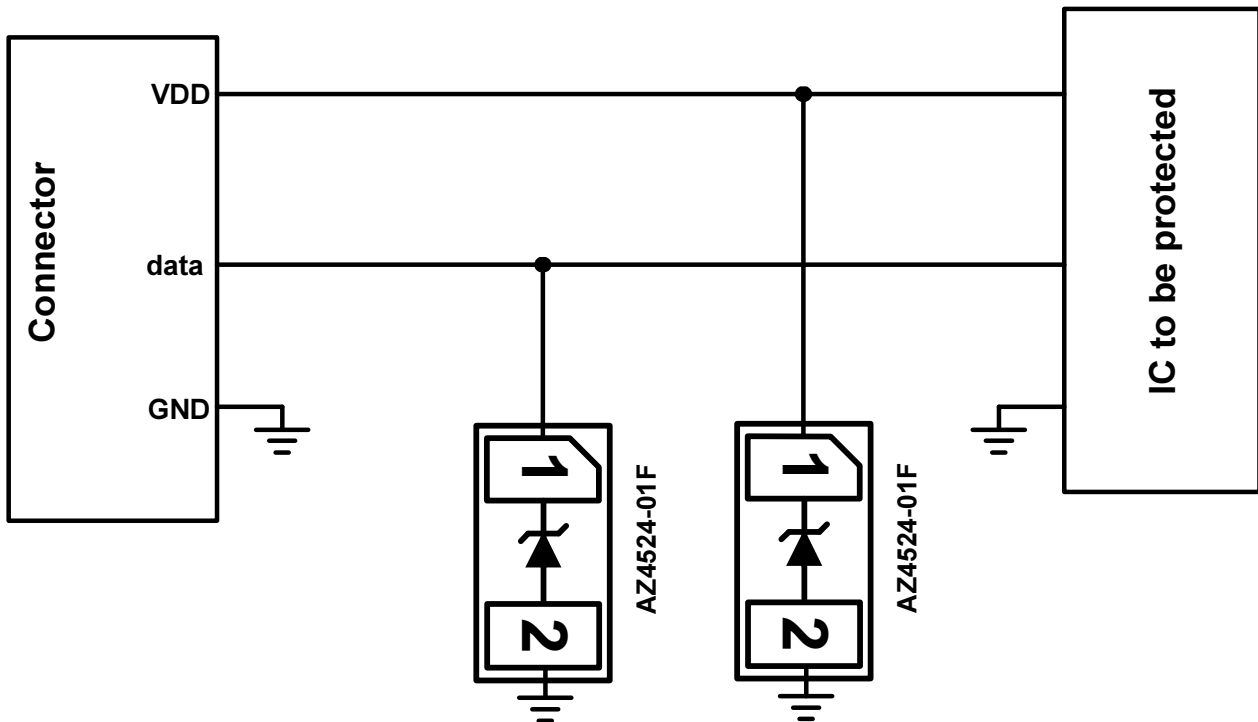 Connector
VDD
data
GND
1
2
AZ4524-01F
1
2
AZ4524-01F
IC to be protected